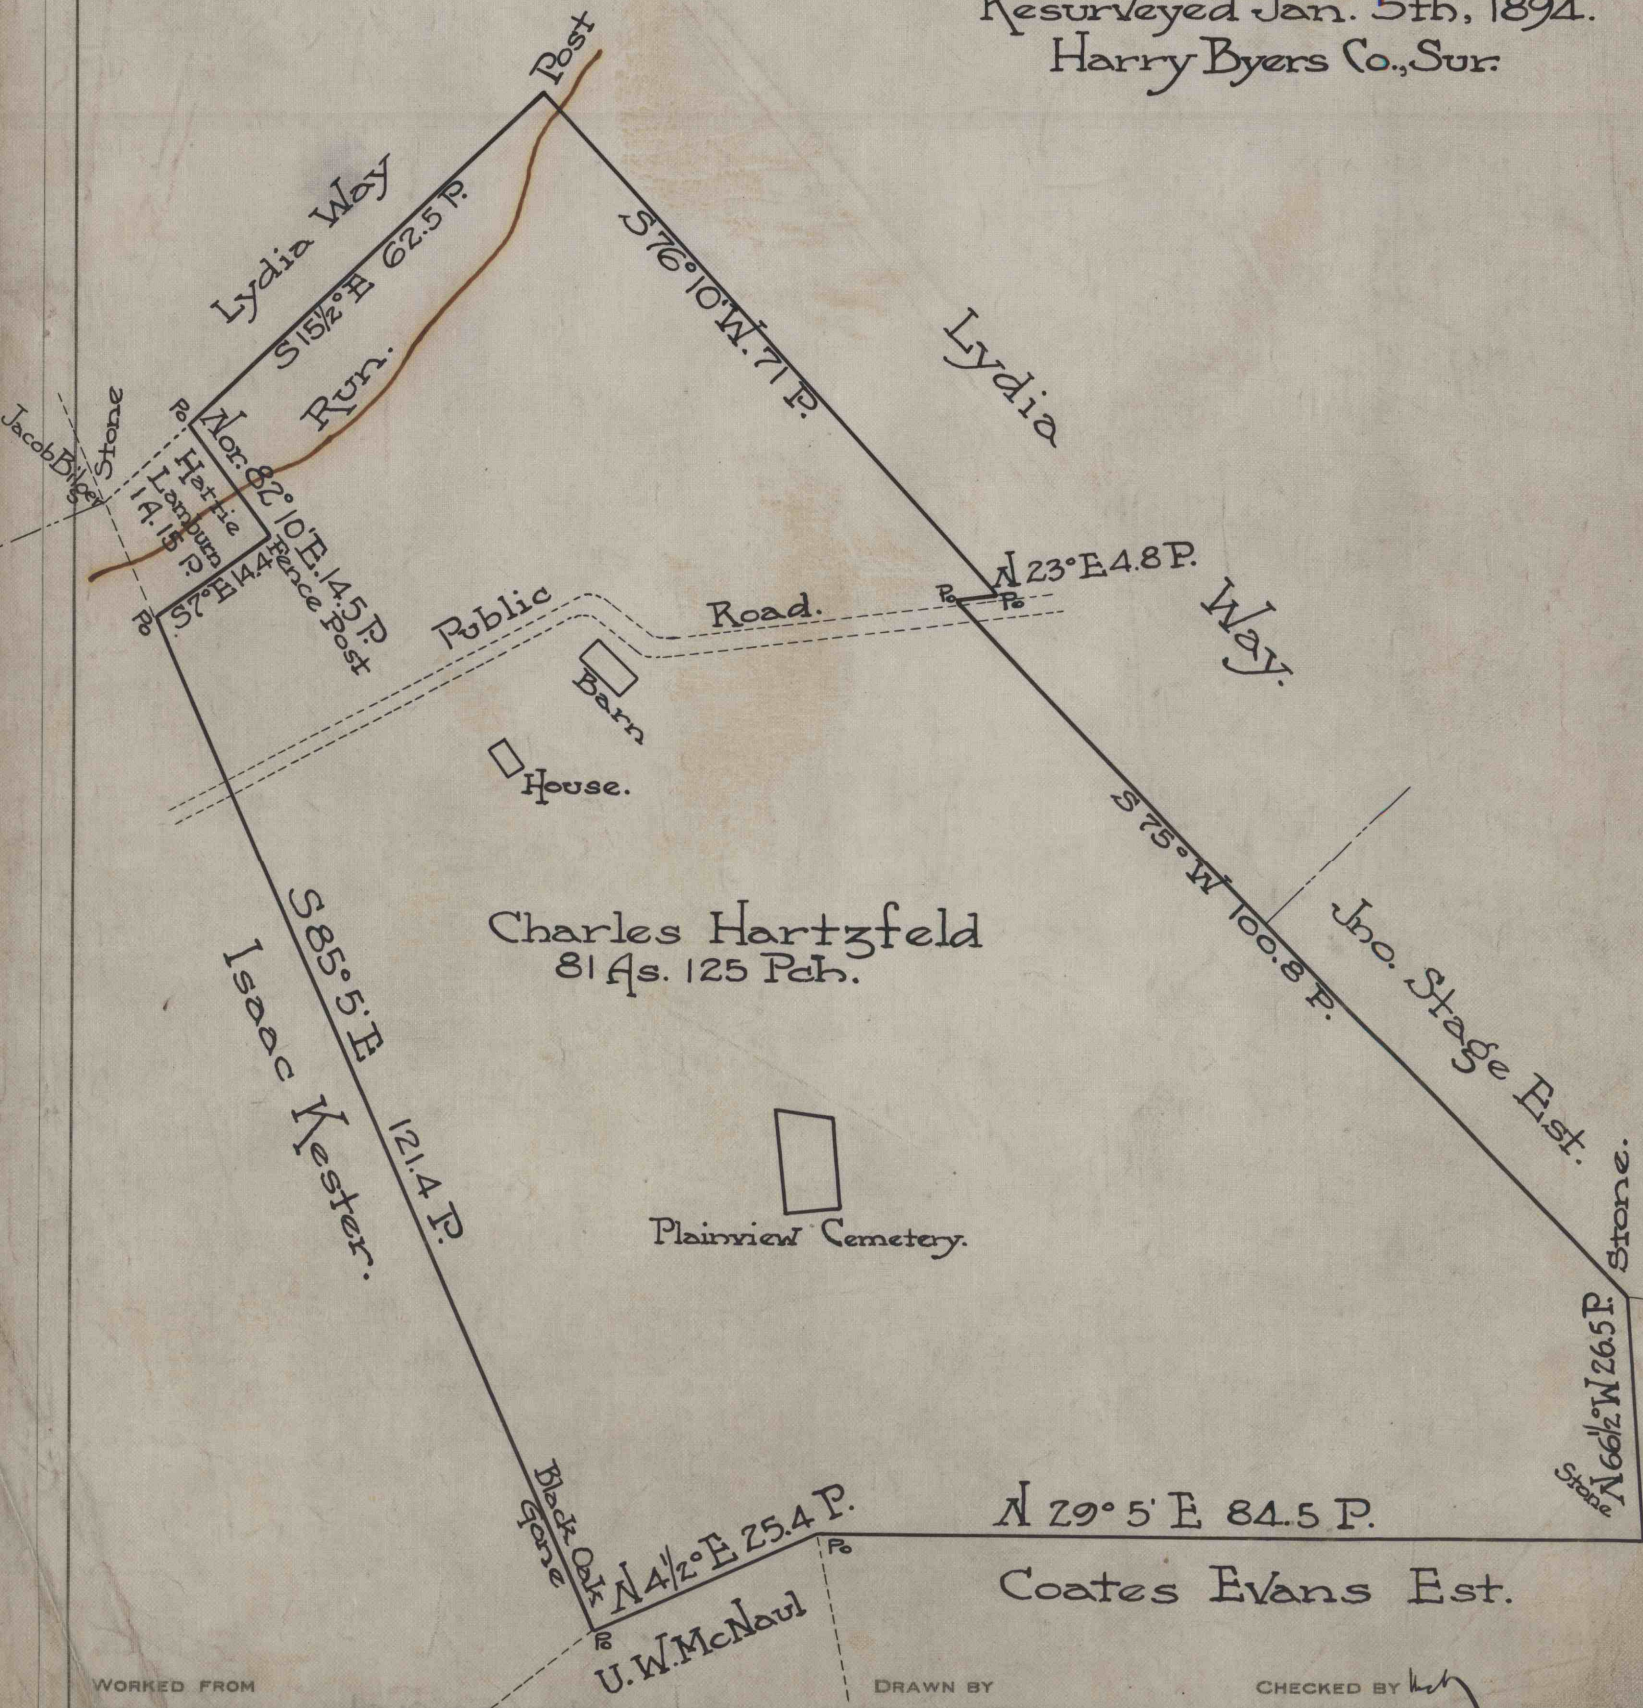 Resurveyed Jan. 5th, 1894.
Harry Byers Co., Sur.
Post
Lydia Way
S 15½° E 62.5 P.
Run.
S 76° 10' W. 71 P.
Lydia
Way.
Stone
Po
Nor. 82° 10' E. 14.5 P.
Fence Post
Hattie
Lamburn
1 A. 15 P.
S 7° E 14.4
Po
Public Road.
N 23° E 4.8 P.
Po
Po
Barn
House.
S 75° W 100.8 P.
Jno. Stage Est.
Charles Hartzfeld
81 As. 125 Pch.
S 85° 5' E 121.4 P.
Isaac Kester.
Plainview Cemetery.
Stone.
N 66½° W 26.5 P.
Stone
Black Oak
Gone
N 4½° E 25.4 P.
Po
Po
N 29° 5' E 84.5 P.
Coates Evans Est.
U. W. McNaul
WORKED FROM
DRAWN BY
CHECKED BY